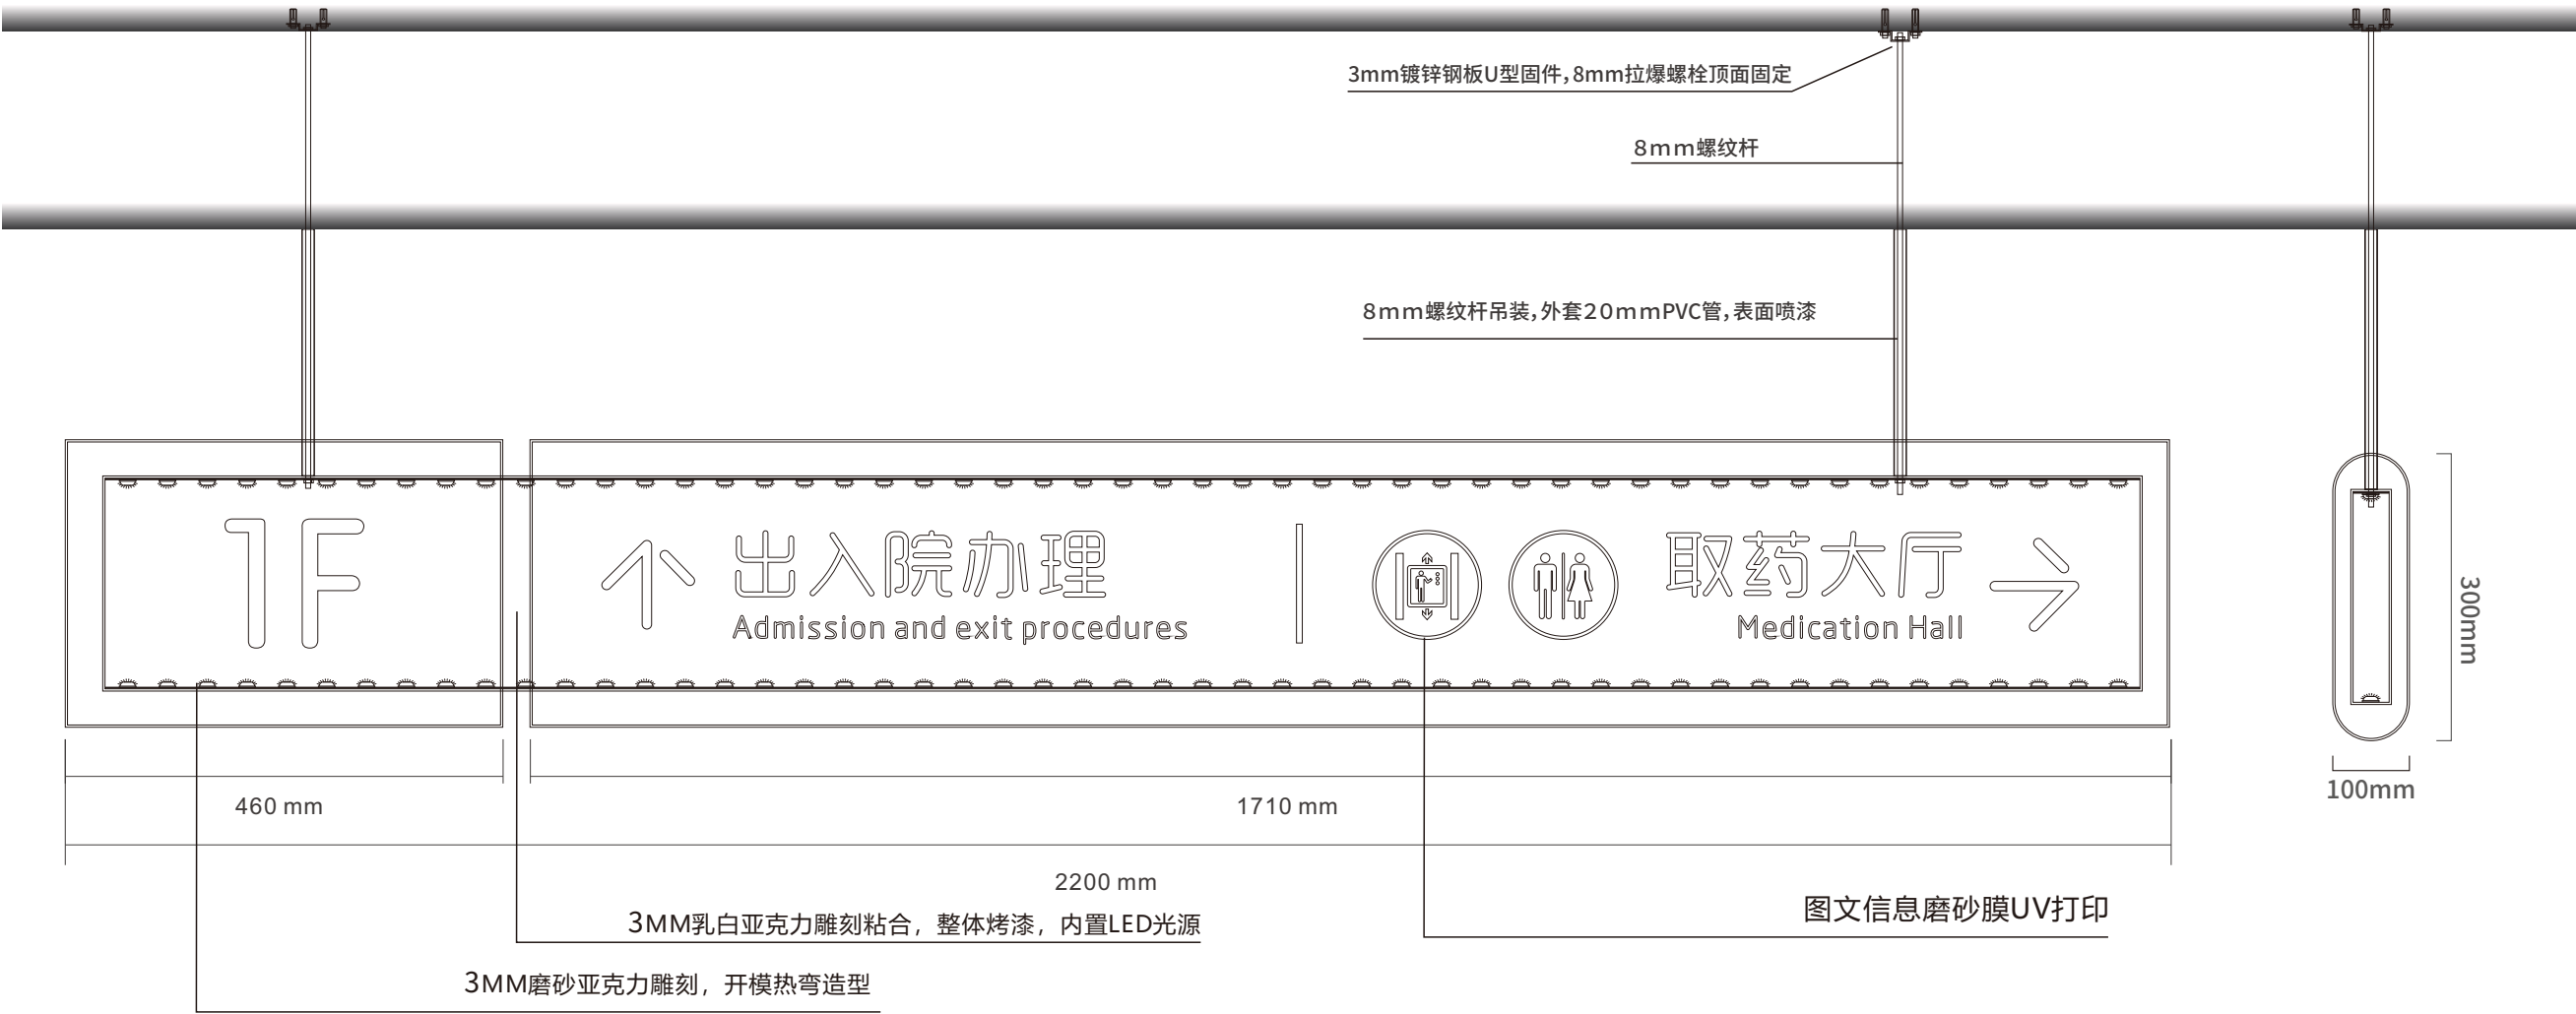 3mm镀锌钢板U型固件,8mm拉爆螺栓顶面固定
8mm螺纹杆
8mm螺纹杆吊装,外套20mmPVC管,表面喷漆
1F
出入院办理
Admission and exit procedures
取药大厅
Medication Hall
300mm
100mm
460 mm
1710 mm
2200 mm
3MM乳白亚克力雕刻粘合，整体烤漆，内置LED光源
图文信息磨砂膜UV打印
3MM磨砂亚克力雕刻，开模热弯造型